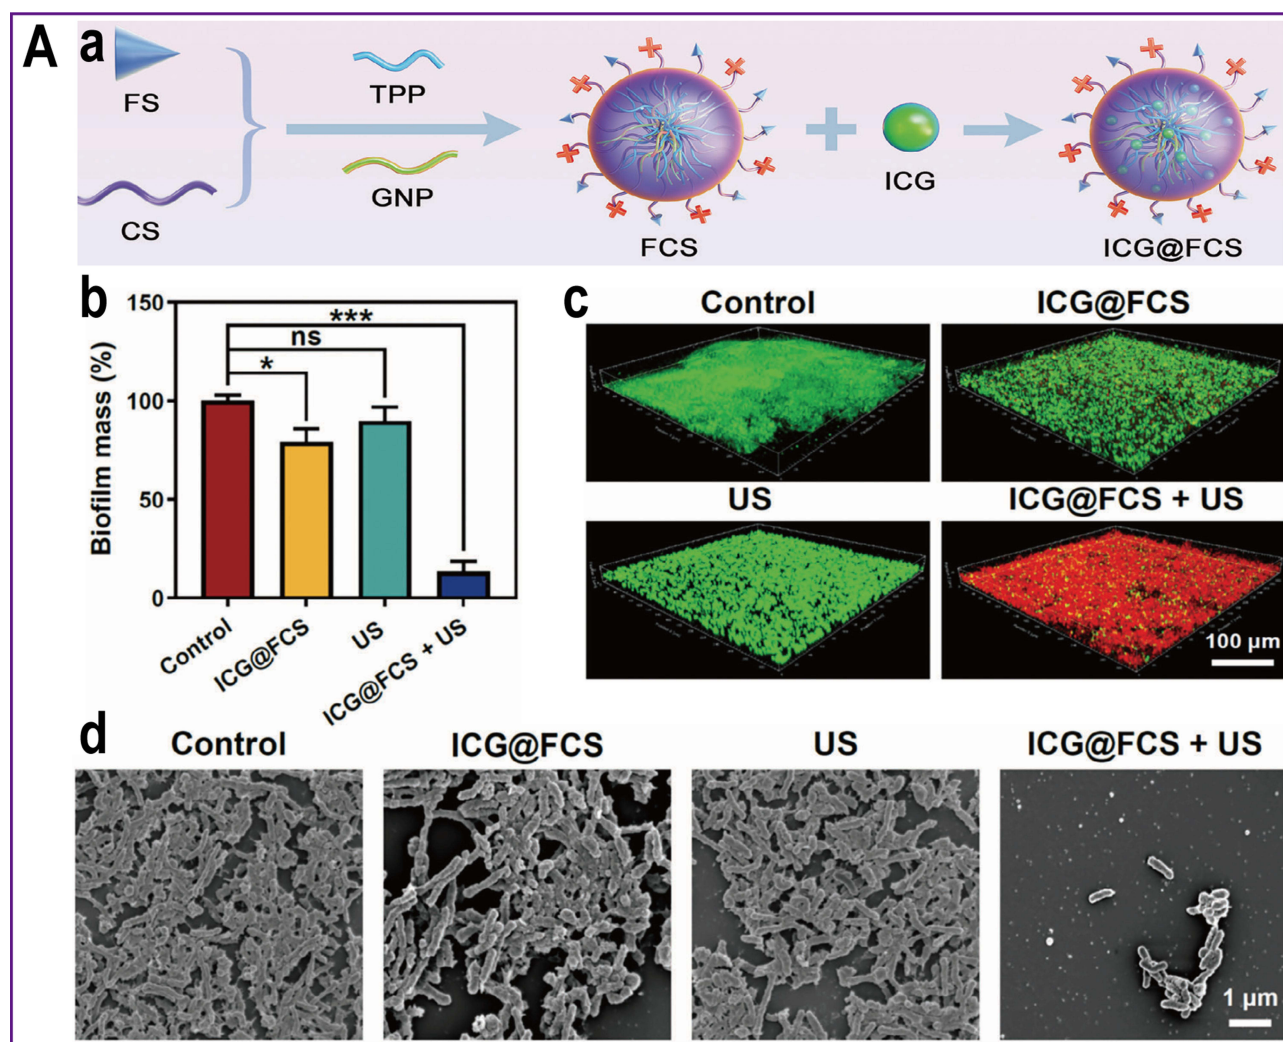 A
a
FS
CS
TPP
GNP
FCS
ICG
ICG@FCS
b
Biofilm mass (%)
150
100
50
0
***
ns
*
Control
ICG@FCS
US
ICG@FCS + US
c
Control
ICG@FCS
US
ICG@FCS + US
100 μm
d
Control
ICG@FCS
US
ICG@FCS + US
1 μm